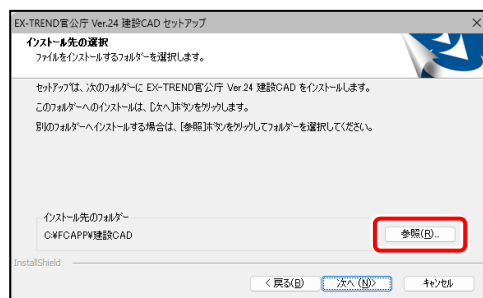 EX-TREND官公庁 Ver.24 建設CAD セットアップ
インストール先の選択
ファイルをインストールするフォルダーを選択します。
セットアップは、次のフォルダーに EX-TREND官公庁 Ver.24 建設CAD をインストールします。
このフォルダーへのインストールは、[次へ]ボタンをクリックします。
別のフォルダーへインストールする場合は、[参照]ボタンをクリックしてフォルダーを選択してください。
インストール先のフォルダー
C:¥FCAPP¥建設CAD
参照(R)...
InstallShield
< 戻る(B)
次へ (N)>
キャンセル